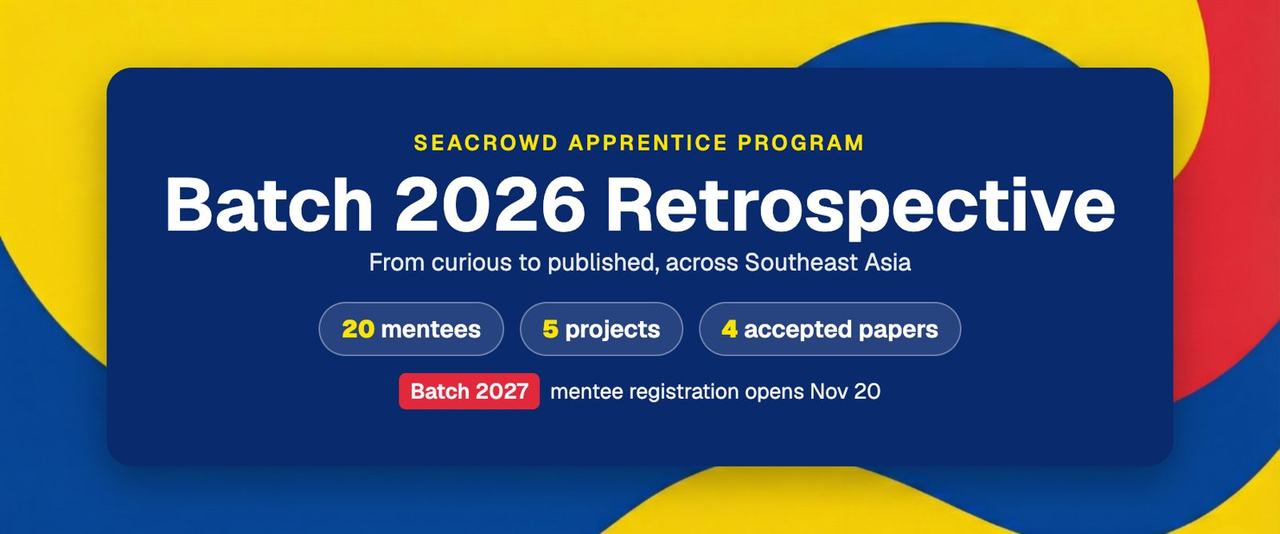 SEACROWD APPRENTICE PROGRAM
Batch 2026 Retrospective
From curious to published, across Southeast Asia
20 mentees 5 projects 4 accepted papers
Batch 2027 mentee registration opens Nov 20